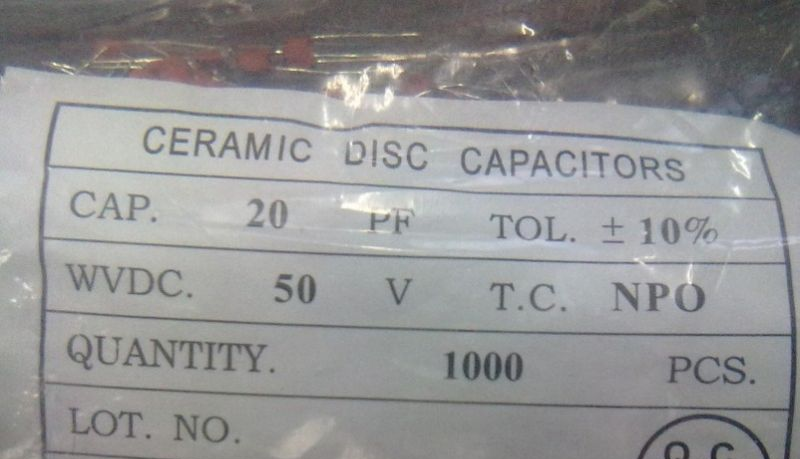 CERAMIC DISC CAPACITORS
CAP. 20 PF TOL. ± 10%
WVDC. 50 V T.C. NPO
QUANTITY. 1000 PCS.
LOT. NO.
Q.C